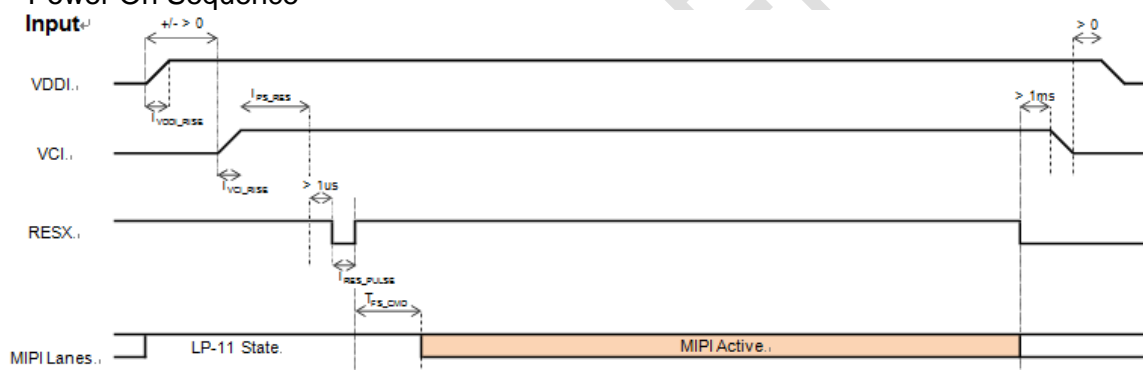 Power On Sequence
Input
+/- > 0
> 0
VDDI
TVDDI_RISE
TPS_RES
> 1ms
VCI
TVCI_RISE
> 1us
RESX
TRES_PULSE
TFS_CMD
MIPI Lanes
LP-11 State.
MIPI Active